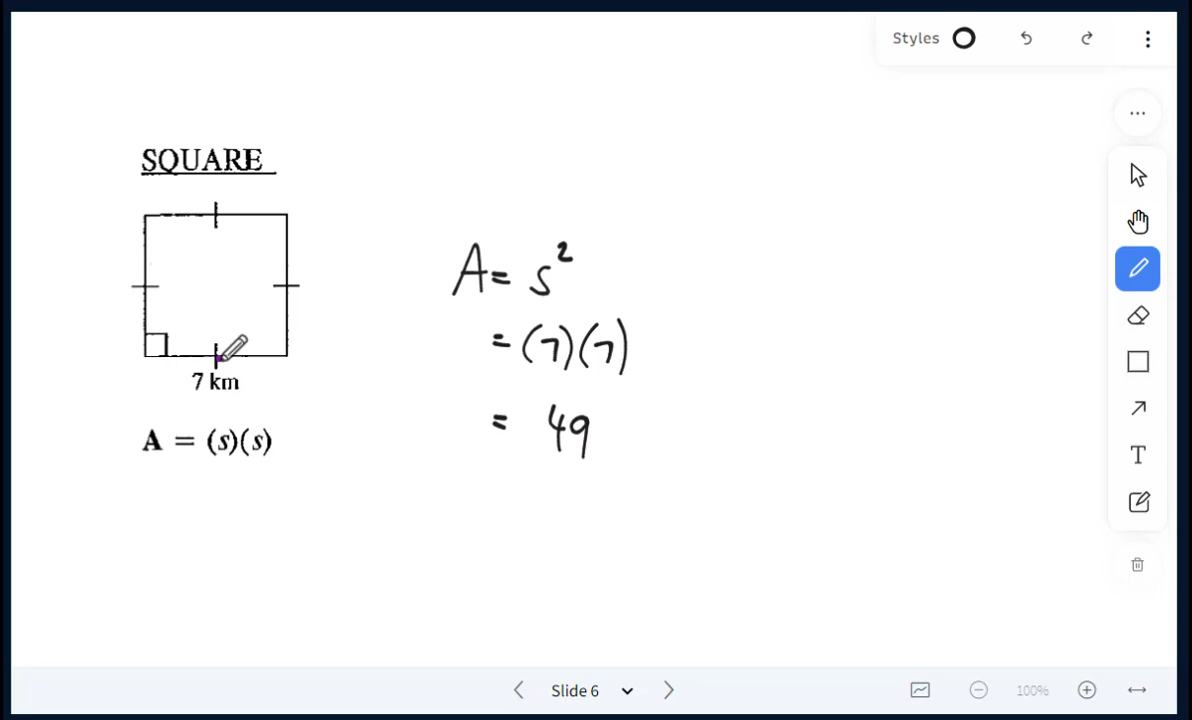 Styles
SQUARE
7 km
A = (s)(s)
A = s²
= (7)(7)
= 49
T
Slide 6
100%